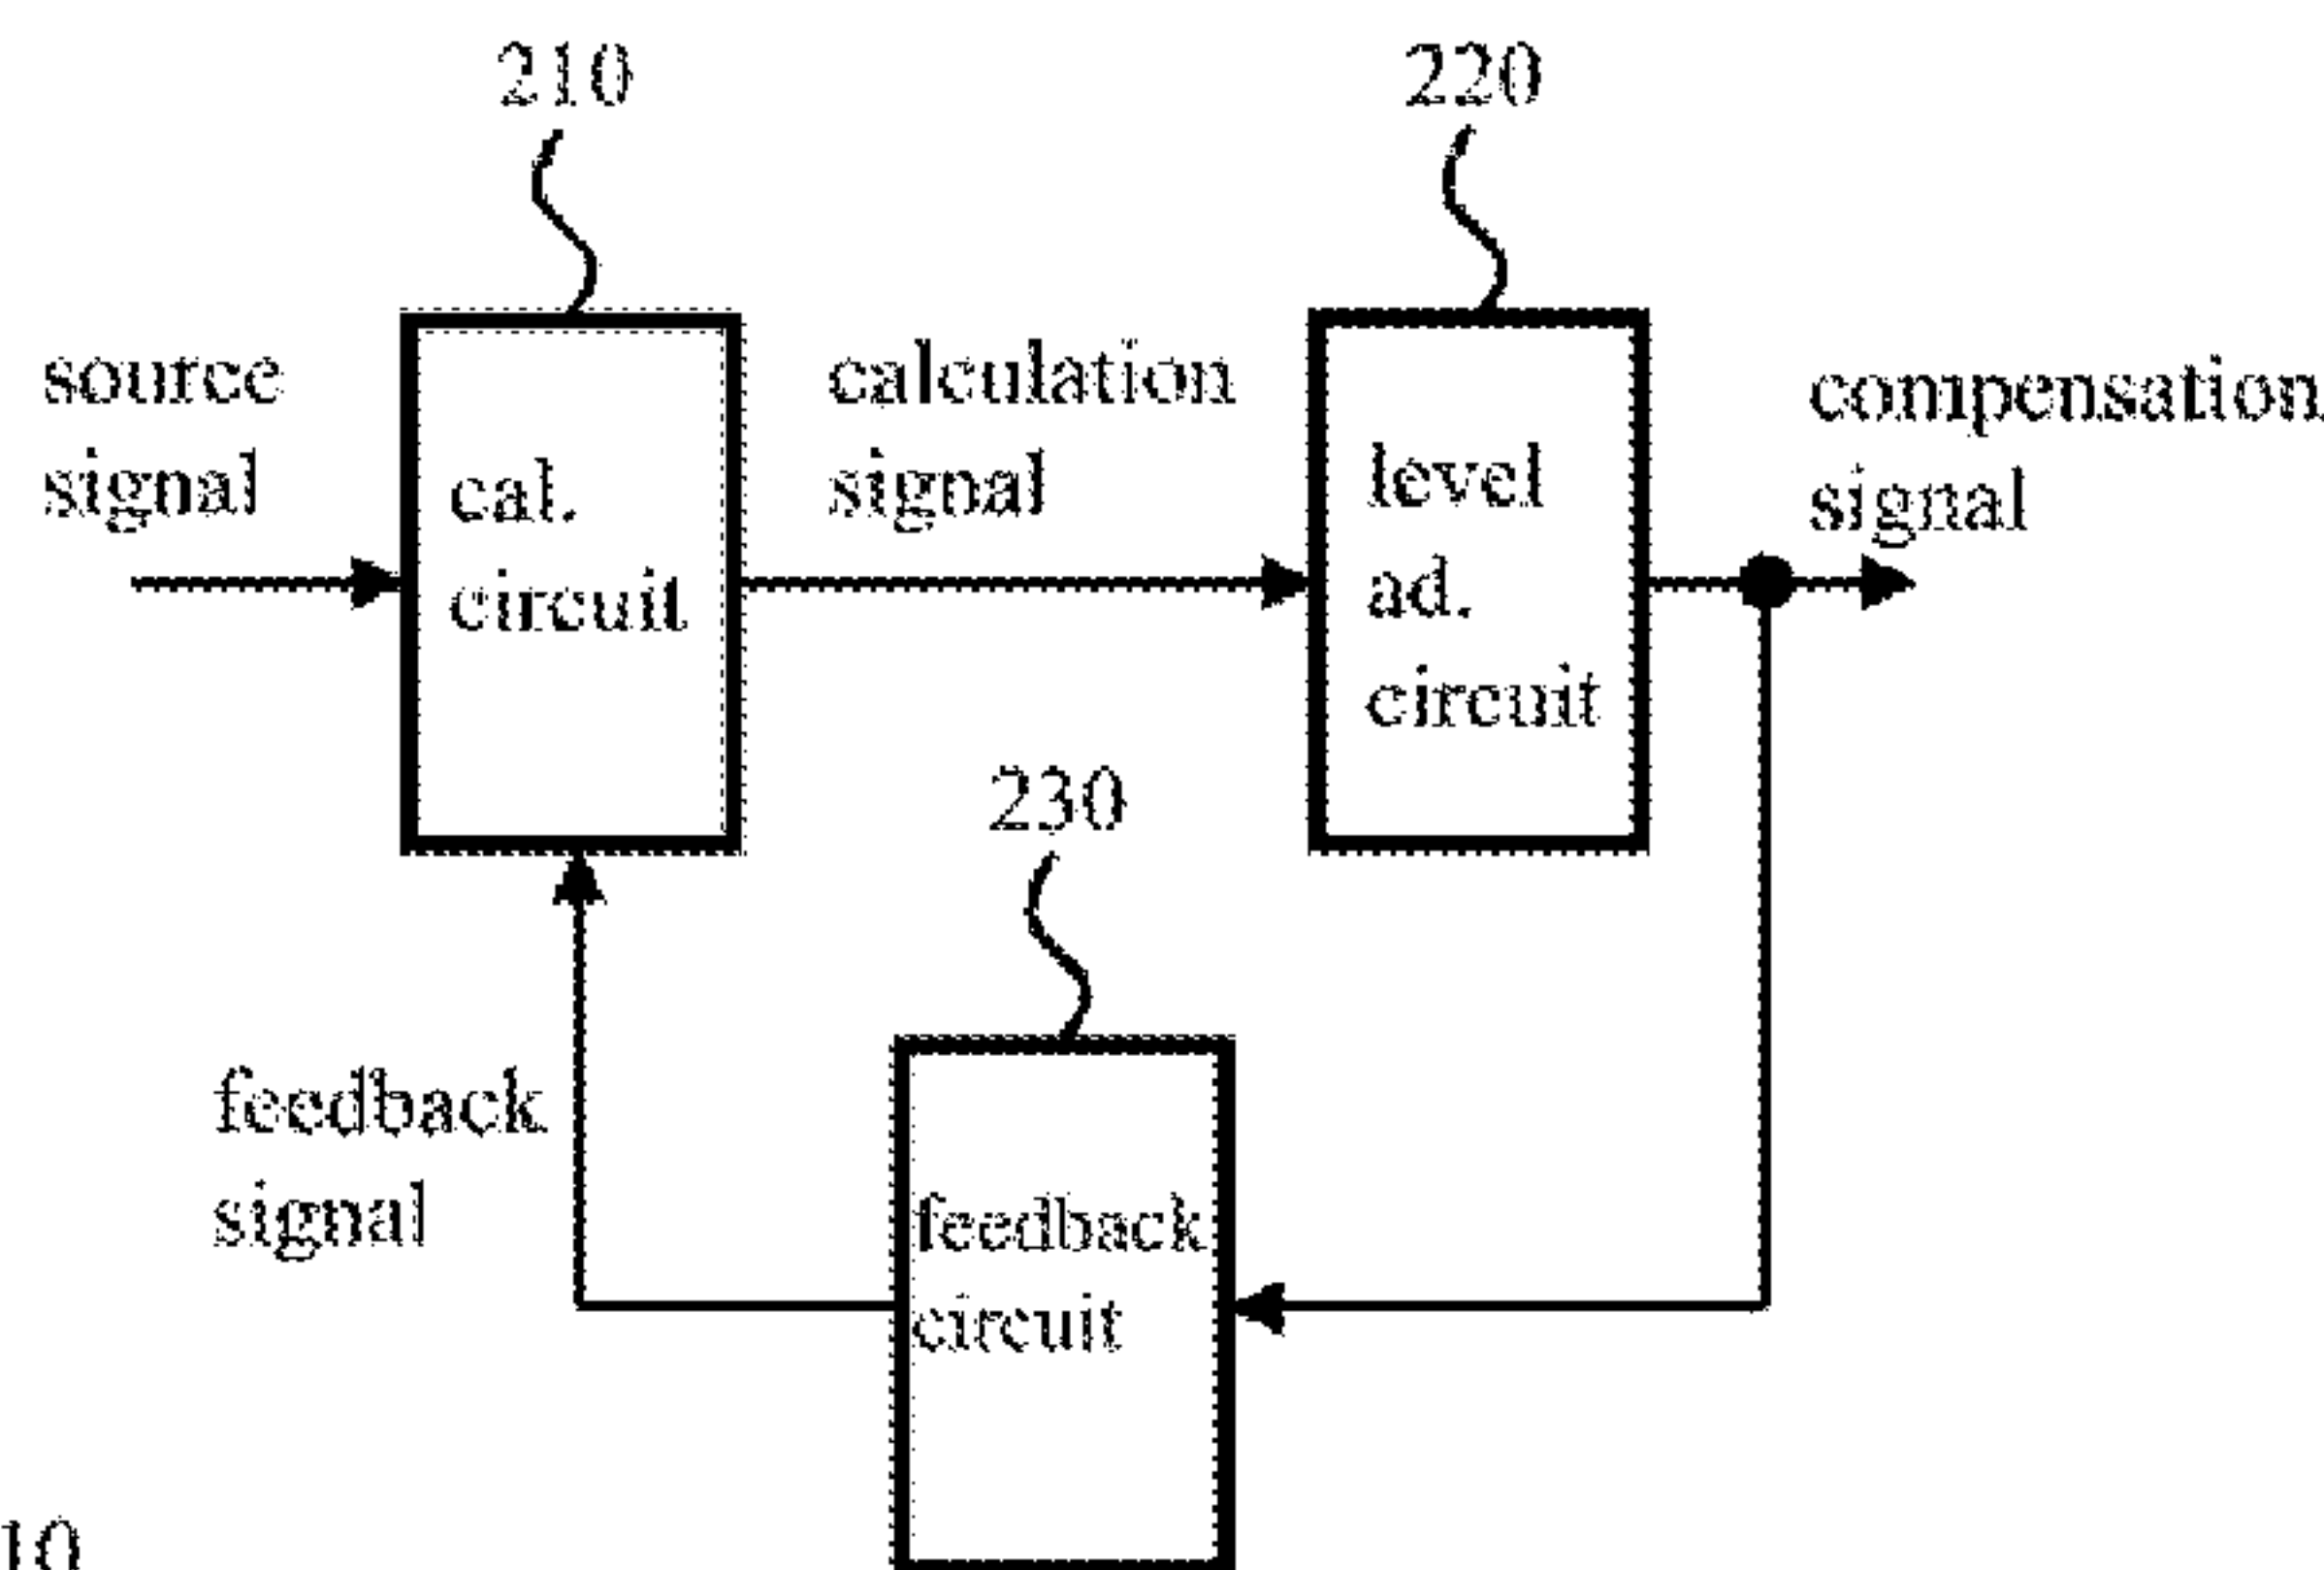 210
220
source
signal
cal.
circuit
calculation
signal
level
ad.
circuit
compensation
signal
230
feedback
signal
feedback
circuit
10